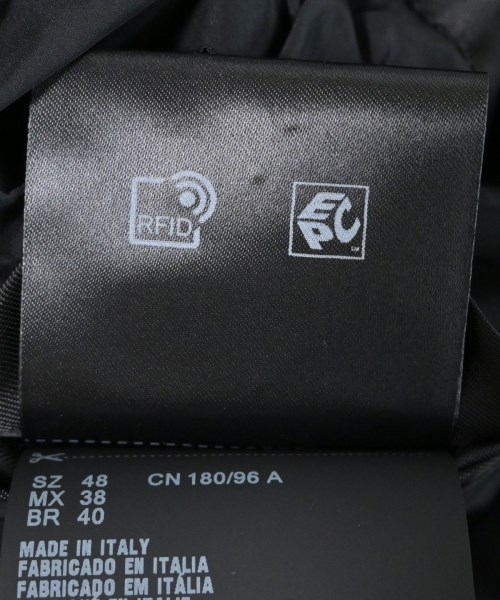 RFID
EPC
SZ 48 CN 180/96 A
MX 38
BR 40
MADE IN ITALY
FABRICADO EN ITALIA
FABRICADO EM ITÁLIA